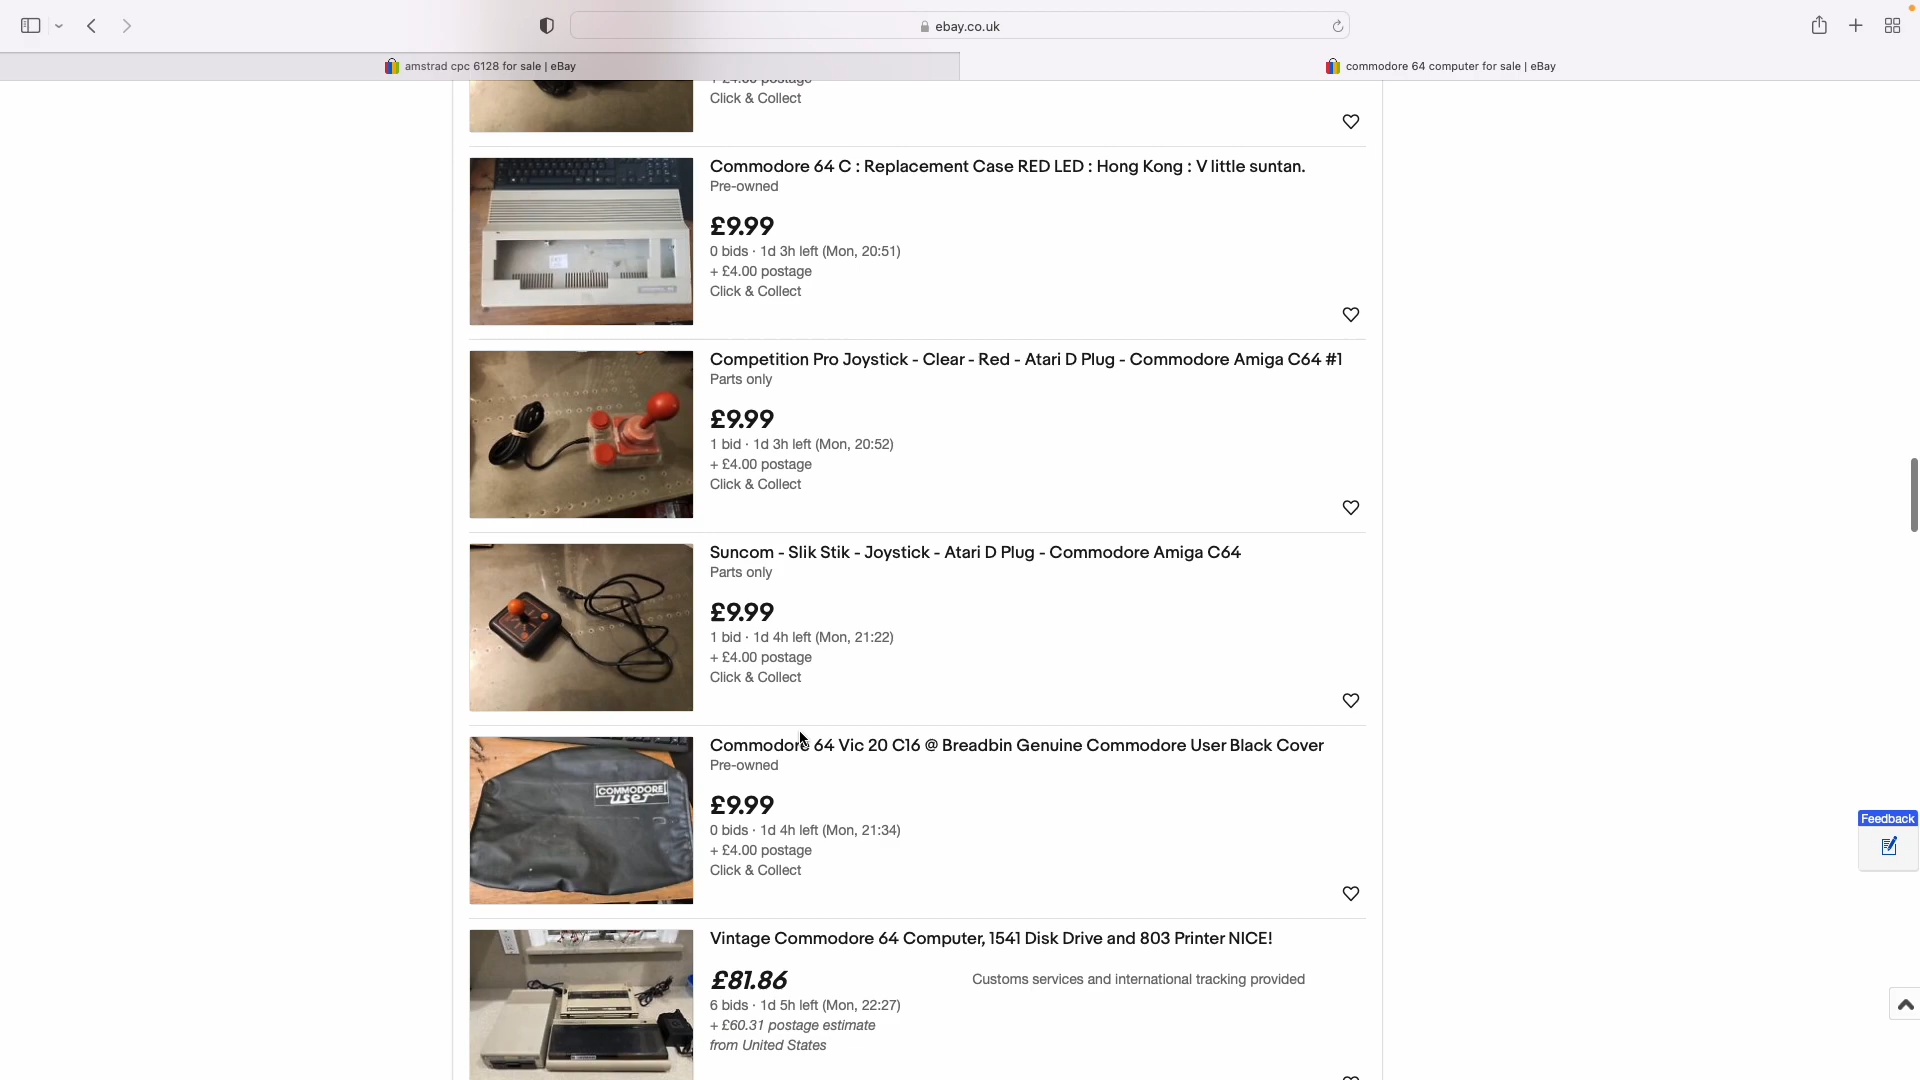 ebay.co.uk
amstrad cpc 6128 for sale | eBay
commodore 64 computer for sale | eBay
+ £4.00 postage
Click & Collect
Commodore 64 C : Replacement Case RED LED : Hong Kong : V little suntan.
Pre-owned
£9.99
0 bids · 1d 3h left (Mon, 20:51)
+ £4.00 postage
Click & Collect
Competition Pro Joystick - Clear - Red - Atari D Plug - Commodore Amiga C64 #1
Parts only
£9.99
1 bid · 1d 3h left (Mon, 20:52)
+ £4.00 postage
Click & Collect
Suncom - Slik Stik - Joystick - Atari D Plug - Commodore Amiga C64
Parts only
£9.99
1 bid · 1d 4h left (Mon, 21:22)
+ £4.00 postage
Click & Collect
Commodore 64 Vic 20 C16 @ Breadbin Genuine Commodore User Black Cover
Pre-owned
COMMODORE
user
£9.99
0 bids · 1d 4h left (Mon, 21:34)
+ £4.00 postage
Click & Collect
Feedback
Vintage Commodore 64 Computer, 1541 Disk Drive and 803 Printer NICE!
£81.86
Customs services and international tracking provided
6 bids · 1d 5h left (Mon, 22:27)
+ £60.31 postage estimate
from United States